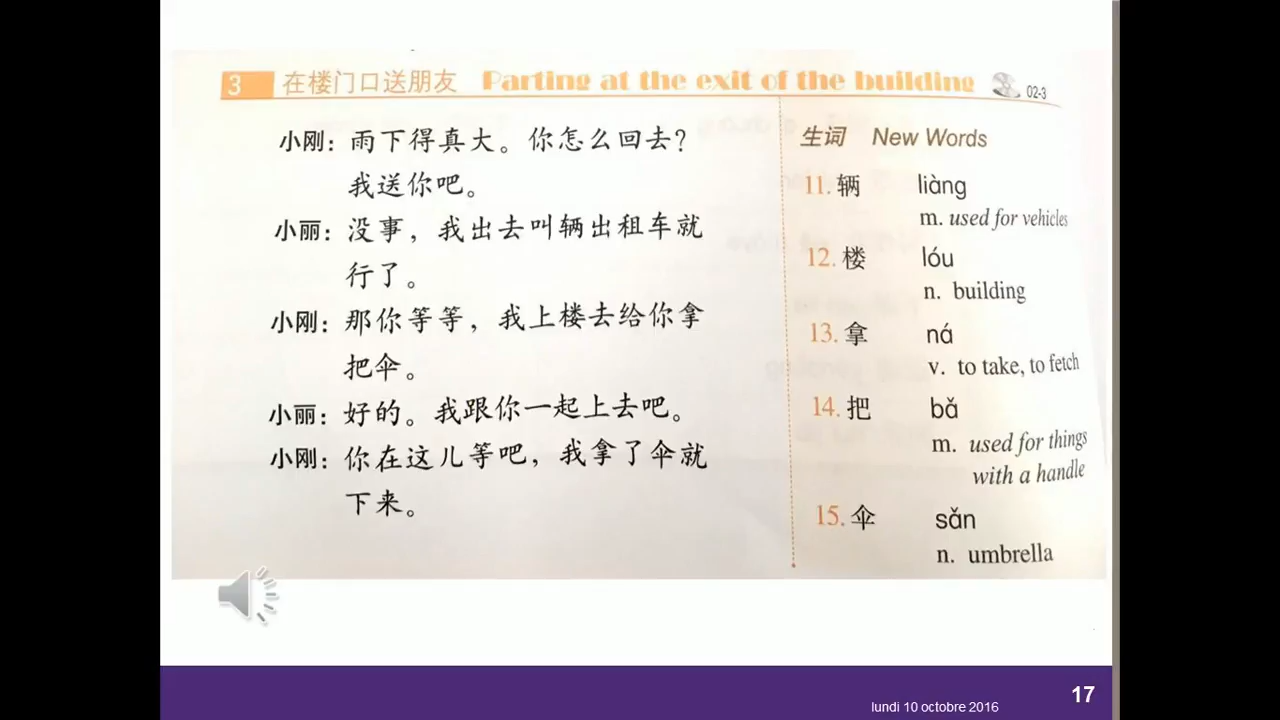 3 在楼门口送朋友 Parting at the exit of the building 02-3
小刚：雨下得真大。你怎么回去？
我送你吧。
小丽：没事，我出去叫辆出租车就
行了。
小刚：那你等等，我上楼去给你拿
把伞。
小丽：好的。我跟你一起上去吧。
小刚：你在这儿等吧，我拿了伞就
下来。
生词 New Words
11. 辆 liàng
m. used for vehicles
12. 楼 lóu
n. building
13. 拿 ná
v. to take, to fetch
14. 把 bǎ
m. used for things
with a handle
15. 伞 sǎn
n. umbrella
lundi 10 octobre 2016
17